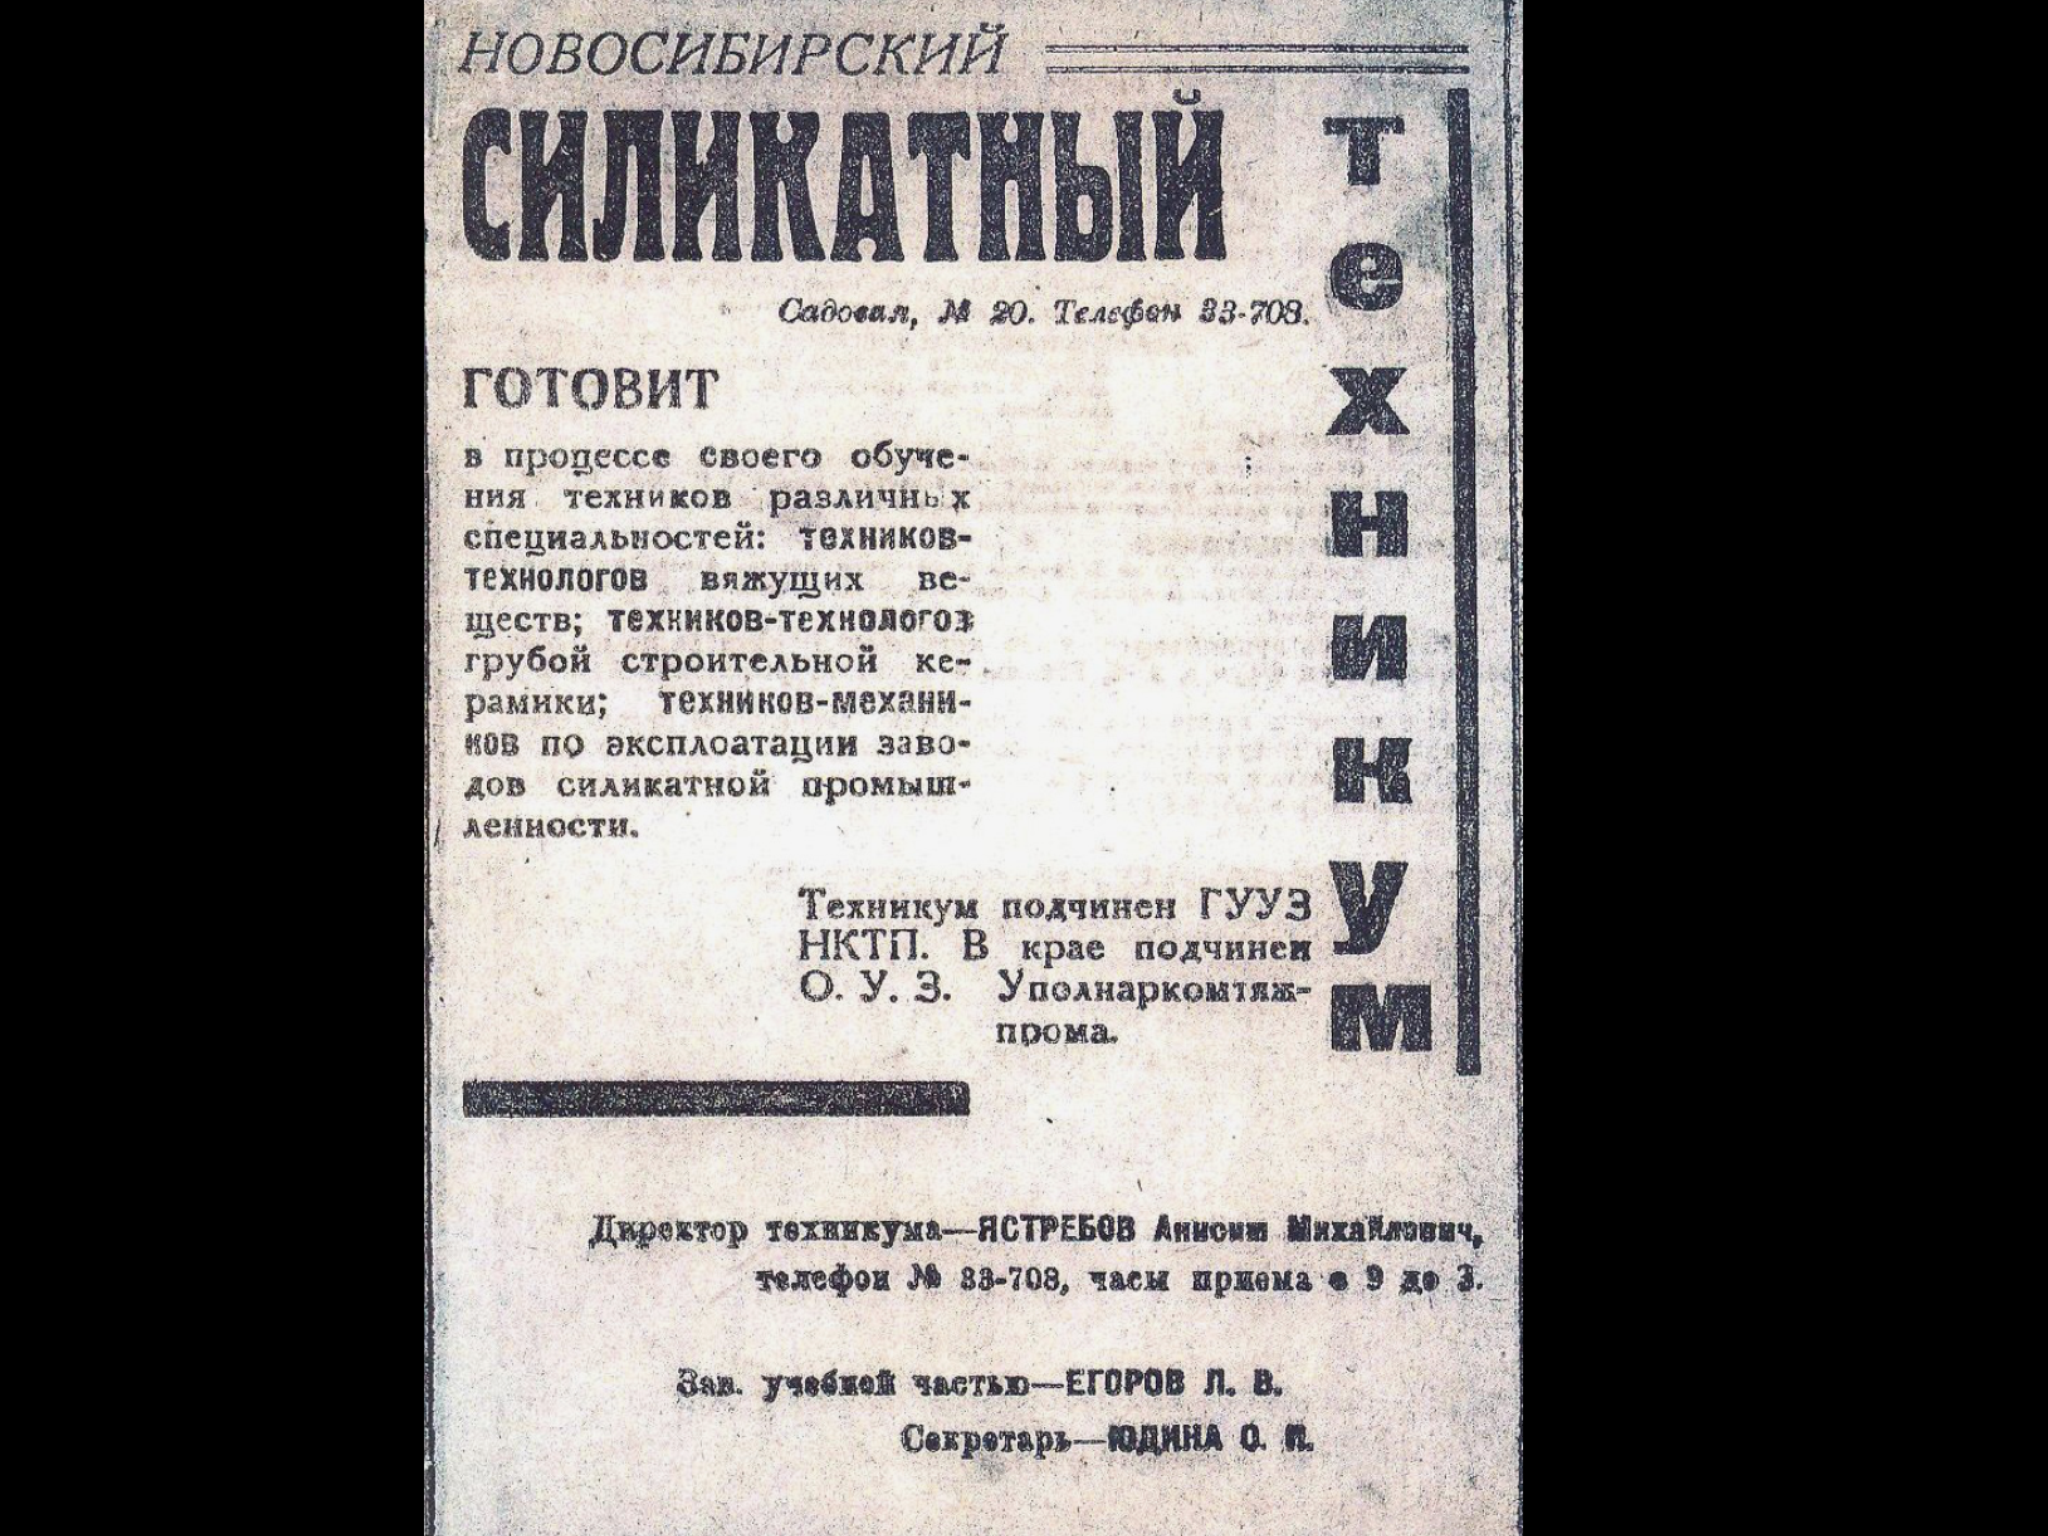 НОВОСИБИРСКИЙ
СИЛИКАТНЫЙ
техникум
Садовая, № 20. Телефон 33-708.
ГОТОВИТ
в процессе своего обуче-
ния техников различных
специальностей: техников-
технологов вяжущих ве-
ществ; техников-технологов
грубой строительной ке-
рамики; техников-механи-
ков по эксплоатации заво-
дов силикатной промыш-
ленности.
Техникум подчинен ГУУЗ
НКТП. В крае подчинен
О. У. З. Уполнаркомтяж-
прома.
Директор техникума—ЯСТРЕБОВ Анисим Михайлович,
телефон № 33-708, часы приема с 9 до 3.
Зав. учебной частью—ЕГОРОВ Л. В.
Секретарь—ЮДИНА О. И.